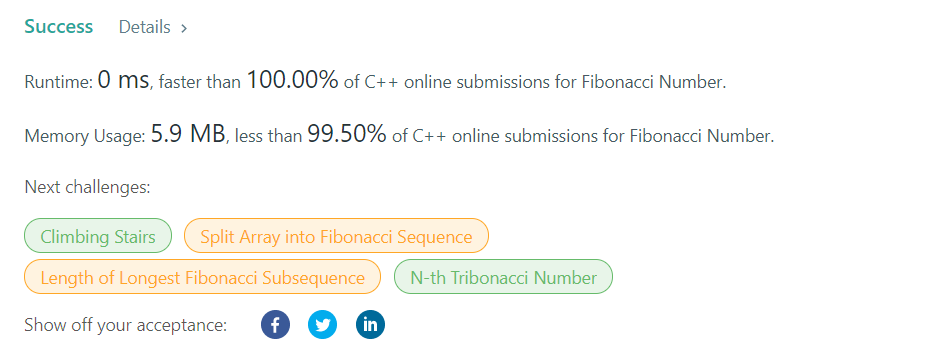 Success Details >
Runtime: 0 ms, faster than 100.00% of C++ online submissions for Fibonacci Number.
Memory Usage: 5.9 MB, less than 99.50% of C++ online submissions for Fibonacci Number.
Next challenges:
Climbing Stairs Split Array into Fibonacci Sequence
Length of Longest Fibonacci Subsequence N-th Tribonacci Number
Show off your acceptance: f in